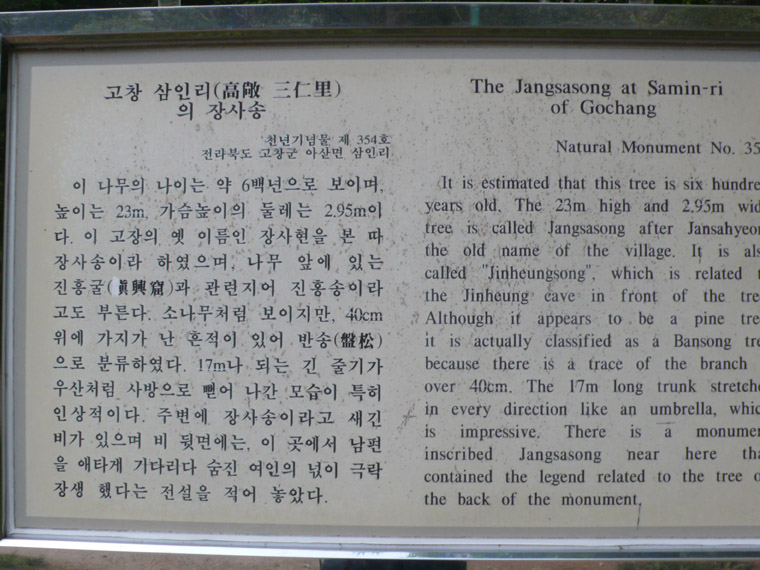 고창 삼인리(高敞 三仁里)
의 장사송
천년기념물 제 354호
전라북도 고창군 아산면 삼인리
이 나무의 나이는 약 6백년으로 보이며,
높이는 23m, 가슴높이의 둘레는 2.95m이
다. 이 고장의 옛 이름인 장사현을 본 따
장사송이라 하였으며, 나무 앞에 있는
진흥굴(眞興窟)과 관련지어 진흥송이라
고도 부른다. 소나무처럼 보이지만, 40cm
위에 가지가 난 흔적이 있어 반송(盤松)
으로 분류하였다. 17m나 되는 긴 줄기가
우산처럼 사방으로 뻗어 나간 모습이 특히
인상적이다. 주변에 장사송이라고 새긴
비가 있으며 비 뒷면에는, 이 곳에서 남편
을 애타게 기다리다 숨진 여인의 넋이 극락
장생 했다는 전설을 적어 놓았다.
The Jangsasong at Samin-ri
of Gochang
Natural Monument No. 35
It is estimated that this tree is six hundre
years old. The 23m high and 2.95m wid
tree is called Jangsasong after Jansahyeo
the old name of the village. It is als
called "Jinheungsong", which is related t
the Jinheung cave in front of the tre
Although it appears to be a pine tre
it is actually classified as a Bansong tre
because there is a trace of the branch
over 40cm. The 17m long trunk stretche
in every direction like an umbrella, whic
is impressive. There is a monumen
inscribed Jangsasong near here tha
contained the legend related to the tree o
the back of the monument.